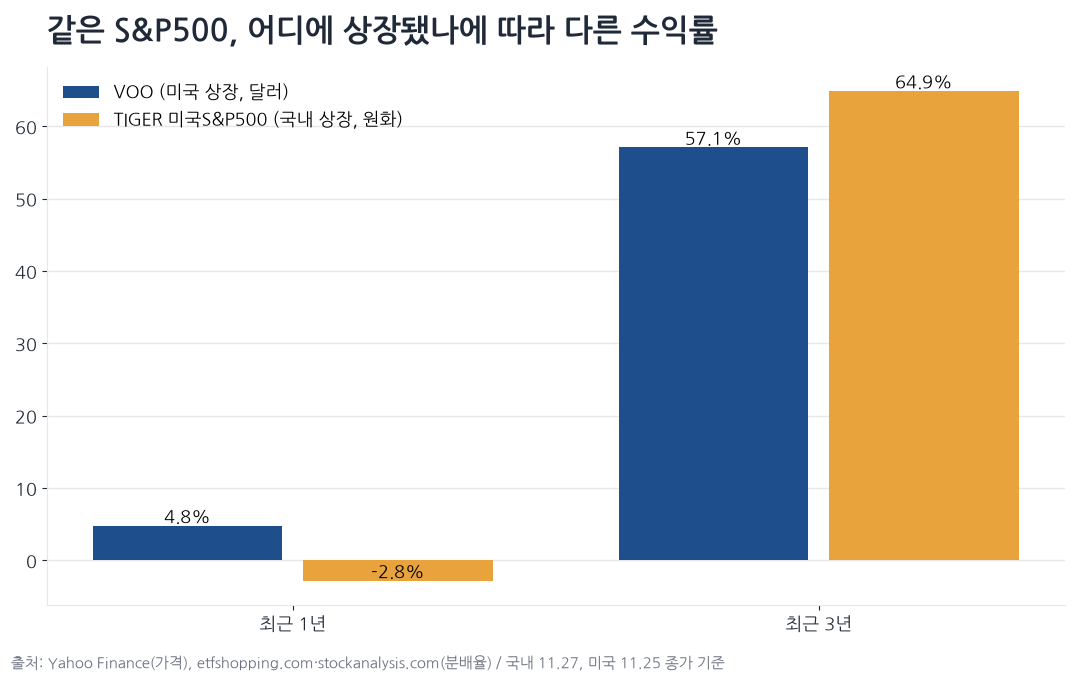 같은 S&P500, 어디에 상장됐나에 따라 다른 수익률
VOO (미국 상장, 달러)
TIGER 미국S&P500 (국내 상장, 원화)
64.9%
57.1%
4.8%
-2.8%
60
50
40
30
20
10
0
최근 1년
최근 3년
출처: Yahoo Finance(가격), etfshopping.com·stockanalysis.com(분배율) / 국내 11.27, 미국 11.25 종가 기준